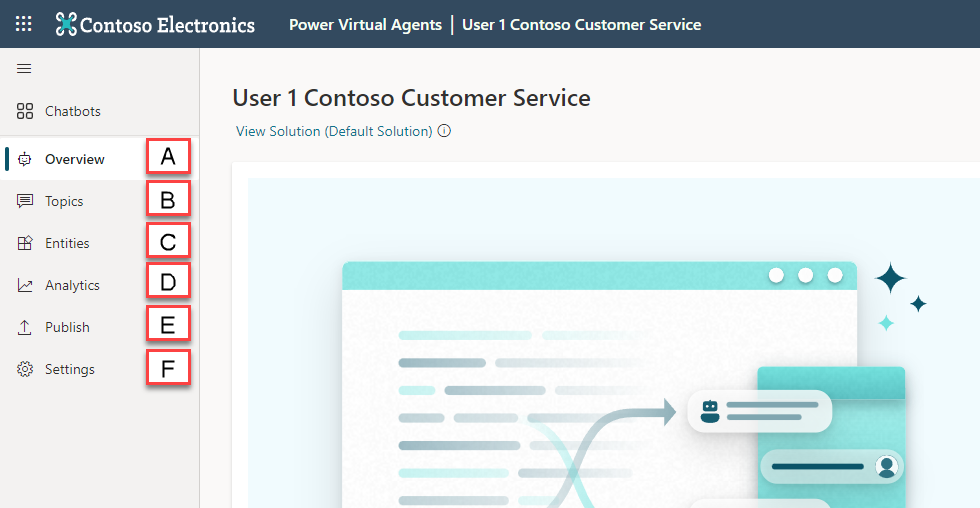 Contoso Electronics Power Virtual Agents | User 1 Contoso Customer Service
Chatbots
User 1 Contoso Customer Service
View Solution (Default Solution)
Overview A
Topics B
Entities C
Analytics D
Publish E
Settings F